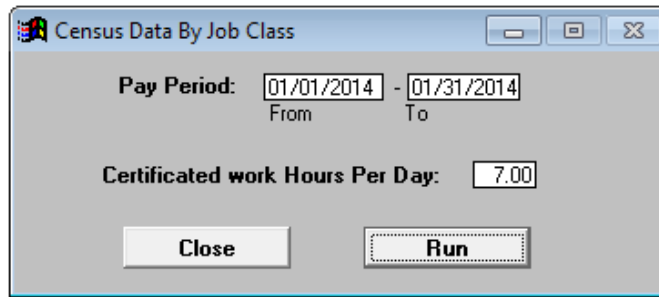 Census Data By Job Class
Pay Period: 01/01/2014 - 01/31/2014
From To
Certificated work Hours Per Day: 7.00
Close Run